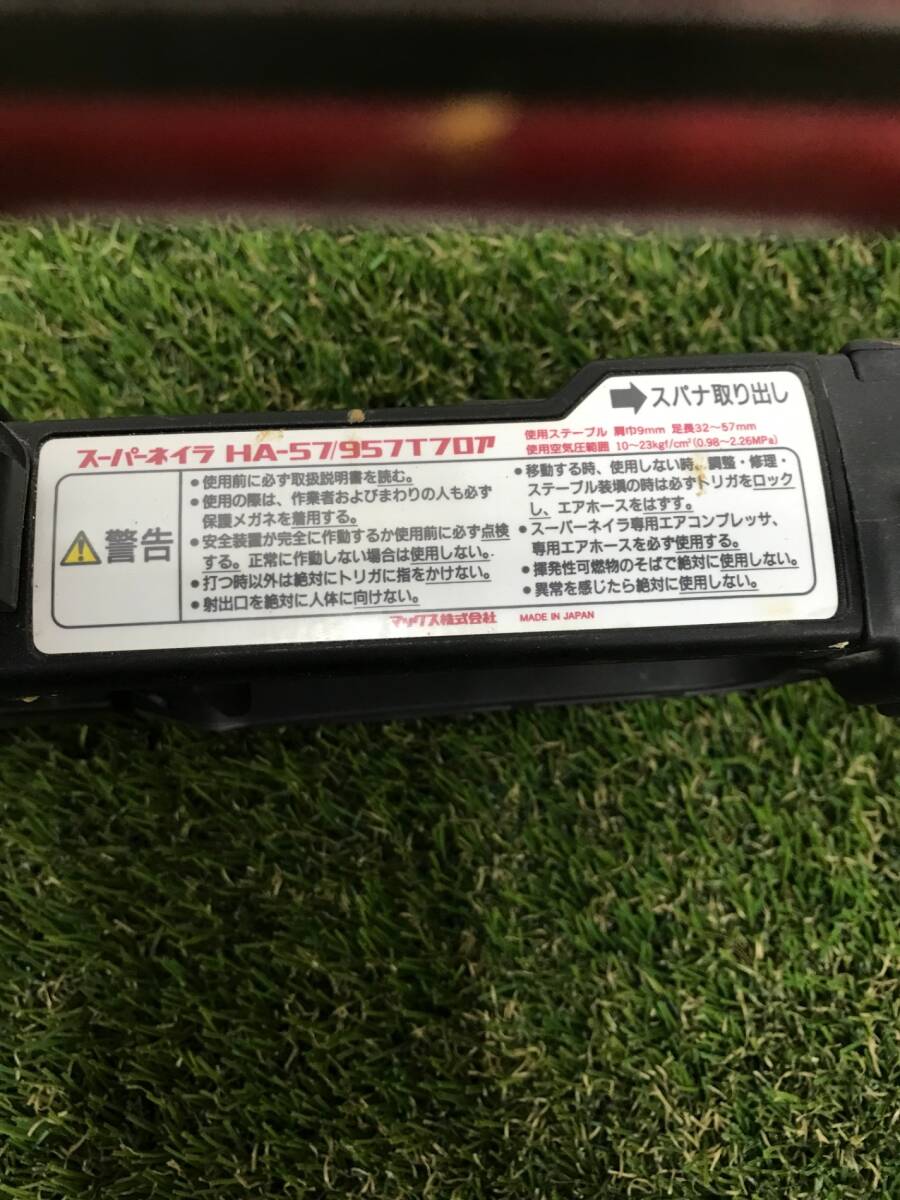 スパナ取り出し
スーパーネイラ HA-57/957Tフロア
使用ステープル 肩巾9mm 足長32～57mm
使用空気圧範囲 10～23kgf/cm²(0.98～2.26MPa)
警告
●使用前に必ず取扱説明書を読む。
●使用の際は、作業者およびまわりの人も必ず
保護メガネを着用する。
●安全装置が完全に作動するか使用前に必ず点検
する。正常に作動しない場合は使用しない。
●打つ時以外は絶対にトリガに指をかけない。
●射出口を絶対に人体に向けない。
●移動する時、使用しない時、調整・修理・
ステープル装填の時は必ずトリガをロック
し、エアホースをはずす。
●スーパーネイラ専用エアコンプレッサ、
専用エアホースを必ず使用する。
●揮発性可燃物のそばで絶対に使用しない。
●異常を感じたら絶対に使用しない。
マックス株式会社 MADE IN JAPAN